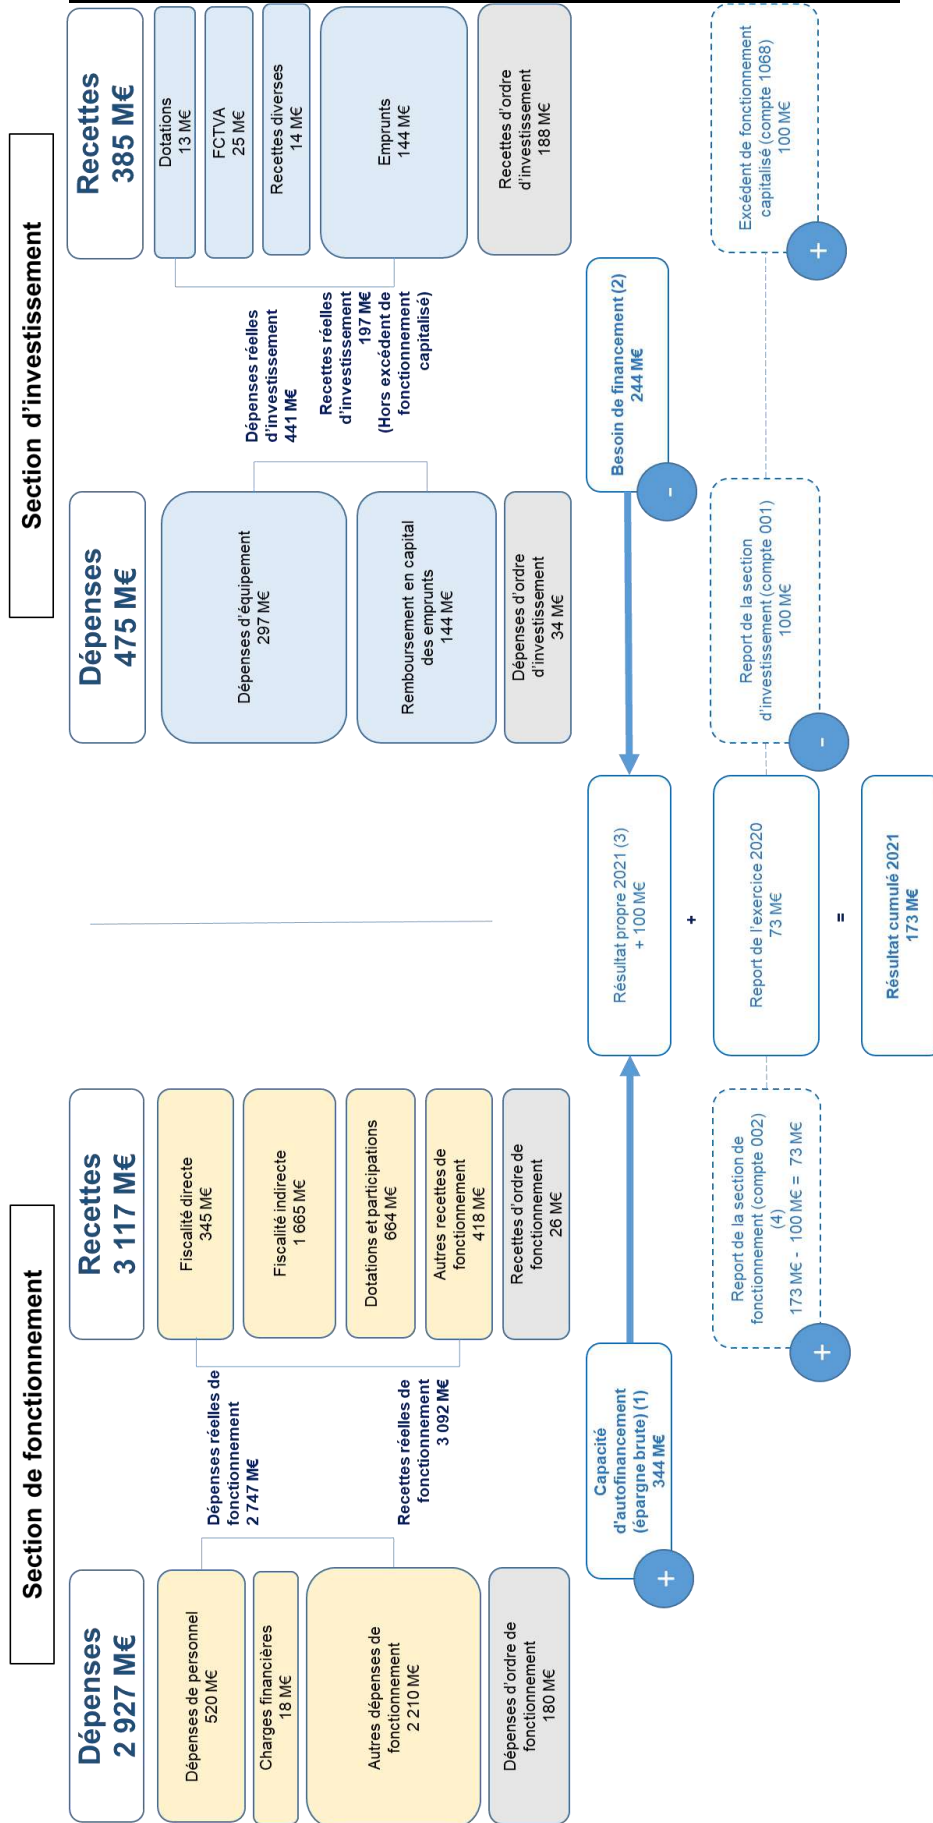 Section de fonctionnement
Dépenses
2 927 M€
Dépenses de personnel
520 M€
Charges financières
18 M€
Autres dépenses de
fonctionnement
2 210 M€
Dépenses d'ordre de
fonctionnement
180 M€
Dépenses réelles de
fonctionnement
2 747 M€
Recettes réelles de
fonctionnement
3 092 M€
Recettes
3 117 M€
Fiscalité directe
345 M€
Fiscalité indirecte
1 665 M€
Dotations et participations
664 M€
Autres recettes de
fonctionnement
418 M€
Recettes d'ordre de
fonctionnement
26 M€
Section d'investissement
Dépenses
475 M€
Dépenses d'équipement
297 M€
Remboursement en capital
des emprunts
144 M€
Dépenses d'ordre
d'investissement
34 M€
Dépenses réelles
d'investissement
441 M€
Recettes réelles
d'investissement
197 M€
(Hors excédent de
fonctionnement
capitalisé)
Recettes
385 M€
Dotations
13 M€
FCTVA
25 M€
Recettes diverses
14 M€
Emprunts
144 M€
Recettes d'ordre
d'investissement
188 M€
Capacité
d'autofinancement
(épargne brute) (1)
344 M€
+
Résultat propre 2021 (3)
+ 100 M€
Besoin de financement (2)
244 M€
-
+
Report de la section de
fonctionnement (compte 002)
(4)
173 M€ - 100 M€ = 73 M€
+
Report de l'exercice 2020
73 M€
Report de la section
d'investissement (compte 001)
100 M€
-
Excédent de fonctionnement
capitalisé (compte 1068)
100 M€
+
=
Résultat cumulé 2021
173 M€